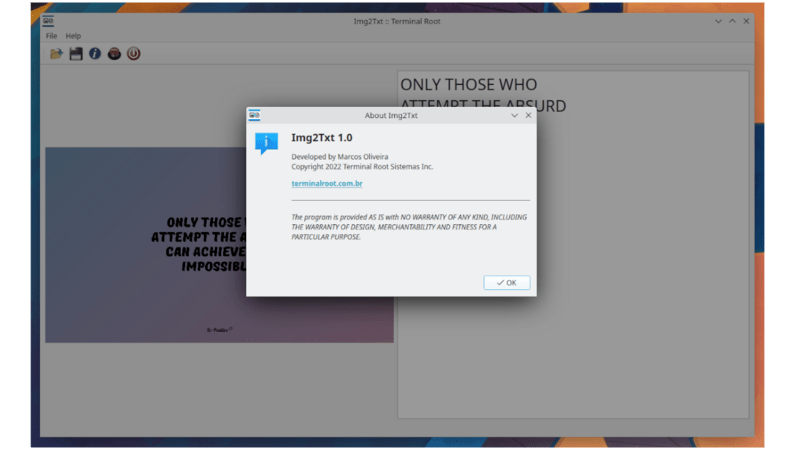 Img2Txt :: Terminal Root
File Help
ONLY THOSE WHO
ATTEMPT THE ABSURD
About Img2Txt
Img2Txt 1.0
Developed by Marcos Oliveira
Copyright 2022 Terminal Root Sistemas Inc.
terminalroot.com.br
The program is provided AS IS with NO WARRANTY OF ANY KIND, INCLUDING
THE WARRANTY OF DESIGN, MERCHANTABILITY AND FITNESS FOR A
PARTICULAR PURPOSE.
OK
ONLY THOSE
ATTEMPT THE
CAN ACHIEVE